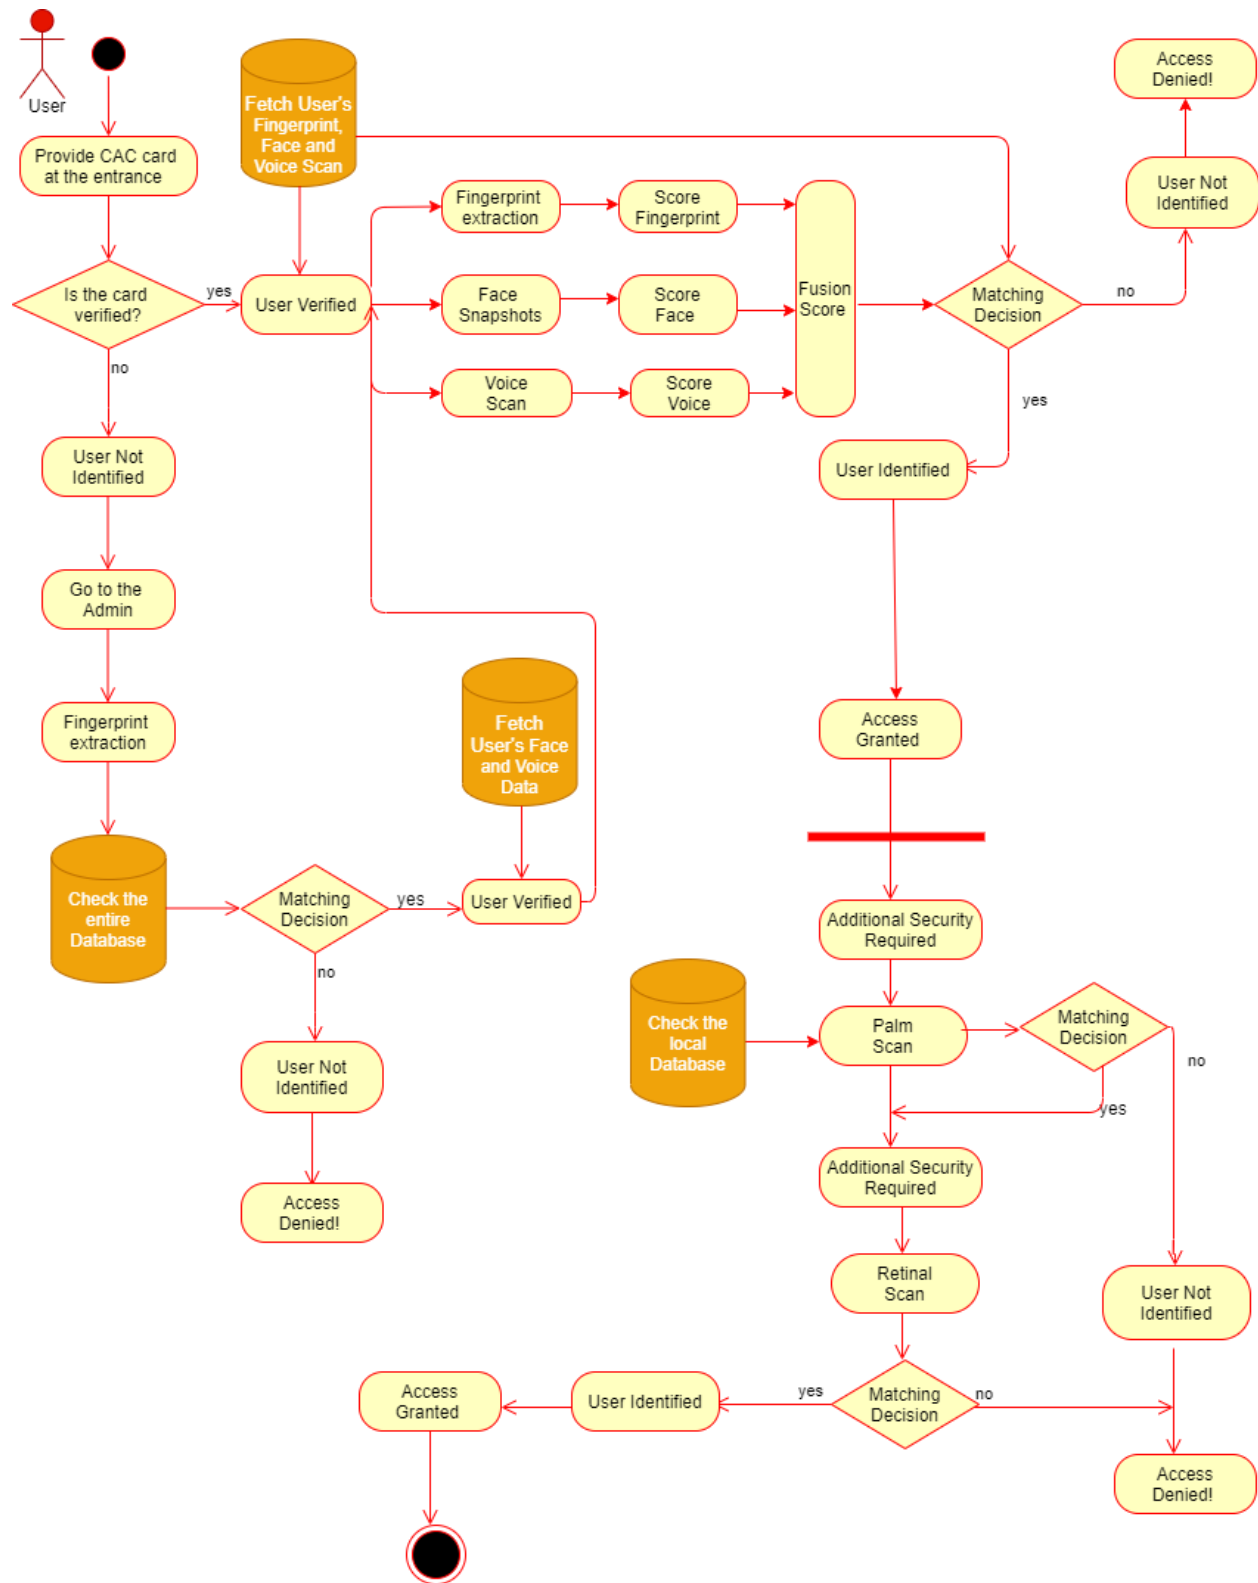 User
Provide CAC card
at the entrance
Is the card
verified?
yes
no
User Not
Identified
Go to the
Admin
Fingerprint
extraction
Check the
entire
Database
Matching
Decision
yes
no
User Not
Identified
Access
Denied!
Fetch
User's Face
and Voice
Data
User Verified
Fetch User's
Fingerprint,
Face and
Voice Scan
User Verified
Fingerprint
extraction
Score
Fingerprint
Face
Snapshots
Score
Face
Voice
Scan
Score
Voice
Fusion
Score
Matching
Decision
no
User Not
Identified
Access
Denied!
yes
User Identified
Access
Granted
Additional Security
Required
Check the
local
Database
Palm
Scan
Matching
Decision
no
yes
Additional Security
Required
Retinal
Scan
User Not
Identified
Matching
Decision
yes
no
User Identified
Access
Granted
Access
Denied!